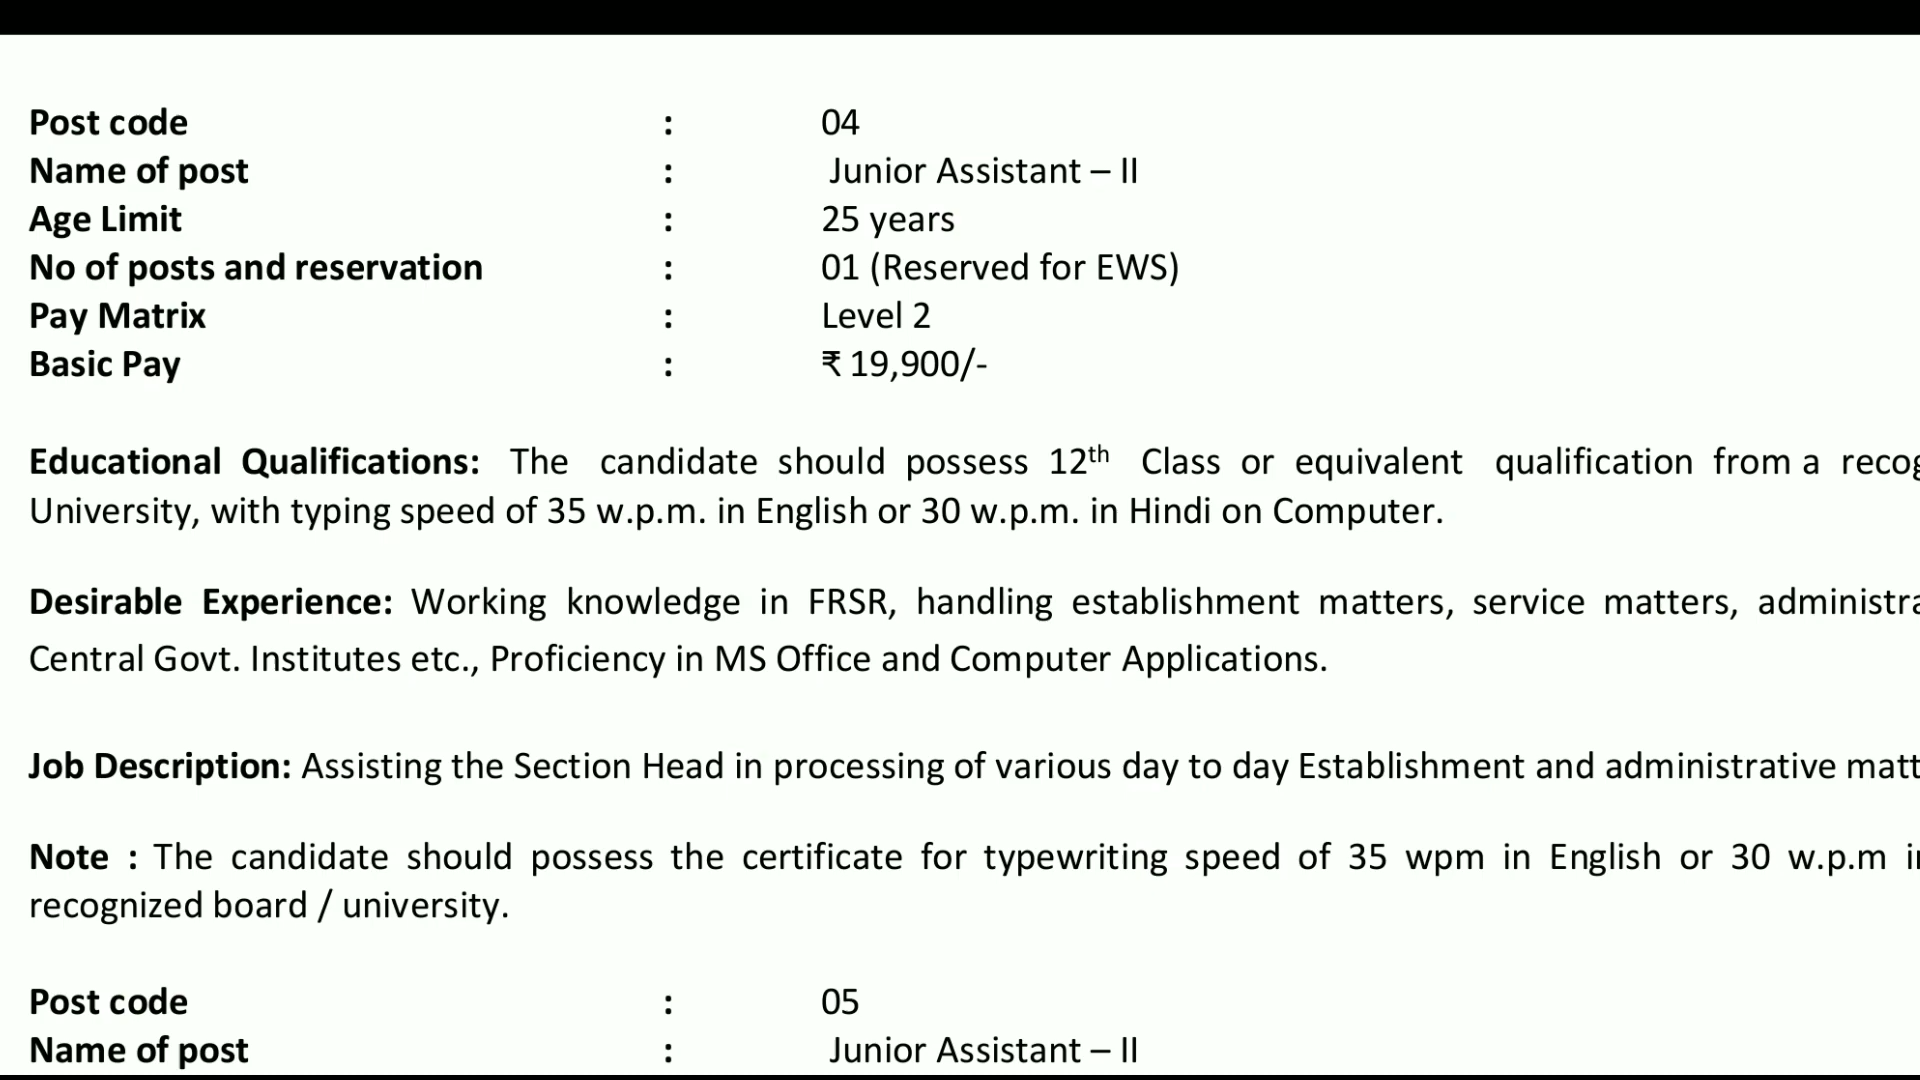 Post code : 04
Name of post : Junior Assistant – II
Age Limit : 25 years
No of posts and reservation : 01 (Reserved for EWS)
Pay Matrix : Level 2
Basic Pay : ₹ 19,900/-
Educational Qualifications: The candidate should possess 12th Class or equivalent qualification from a
University, with typing speed of 35 w.p.m. in English or 30 w.p.m. in Hindi on Computer.
Desirable Experience: Working knowledge in FRSR, handling establishment matters, service matters,
Central Govt. Institutes etc., Proficiency in MS Office and Computer Applications.
Job Description: Assisting the Section Head in processing of various day to day Establishment and administrative
Note : The candidate should possess the certificate for typewriting speed of 35 wpm in English or 30 w.p.m
recognized board / university.
Post code : 05
Name of post : Junior Assistant – II